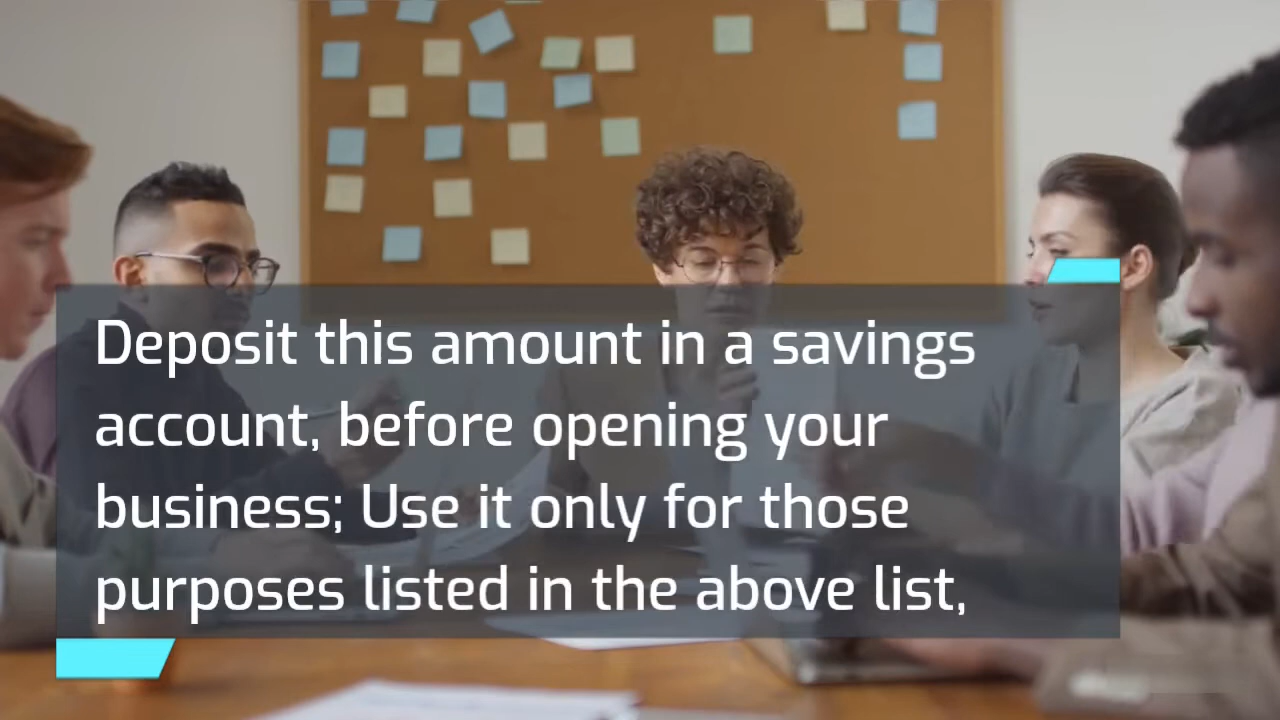 Deposit this amount in a savings
account, before opening your
business; Use it only for those
purposes listed in the above list,